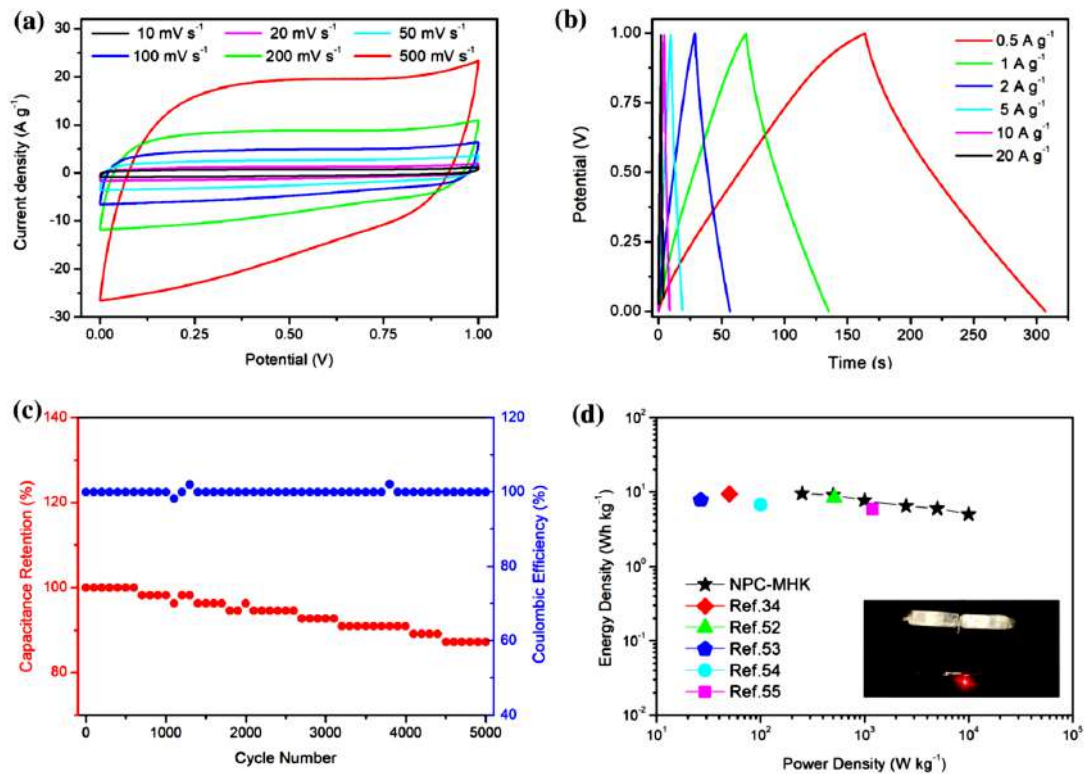 (a)
10 mV s⁻¹ 20 mV s⁻¹ 50 mV s⁻¹
100 mV s⁻¹ 200 mV s⁻¹ 500 mV s⁻¹
Current density (A g⁻¹)
30
20
10
0
-10
-20
-30
0.00 0.25 0.50 0.75 1.00
Potential (V)
(b)
0.5 A g⁻¹
1 A g⁻¹
2 A g⁻¹
5 A g⁻¹
10 A g⁻¹
20 A g⁻¹
Potential (V)
1.00
0.75
0.50
0.25
0.00
0 50 100 150 200 250 300
Time (s)
(c)
Capacitance Retention (%)
140
120
100
80
Coulombic Efficiency (%)
120
100
80
60
40
0 1000 2000 3000 4000 5000
Cycle Number
(d)
Energy Density (Wh kg⁻¹)
10²
10¹
10⁰
10⁻¹
10⁻²
NPC-MHK
Ref.34
Ref.52
Ref.53
Ref.54
Ref.55
10¹ 10² 10³ 10⁴ 10⁵
Power Density (W kg⁻¹)